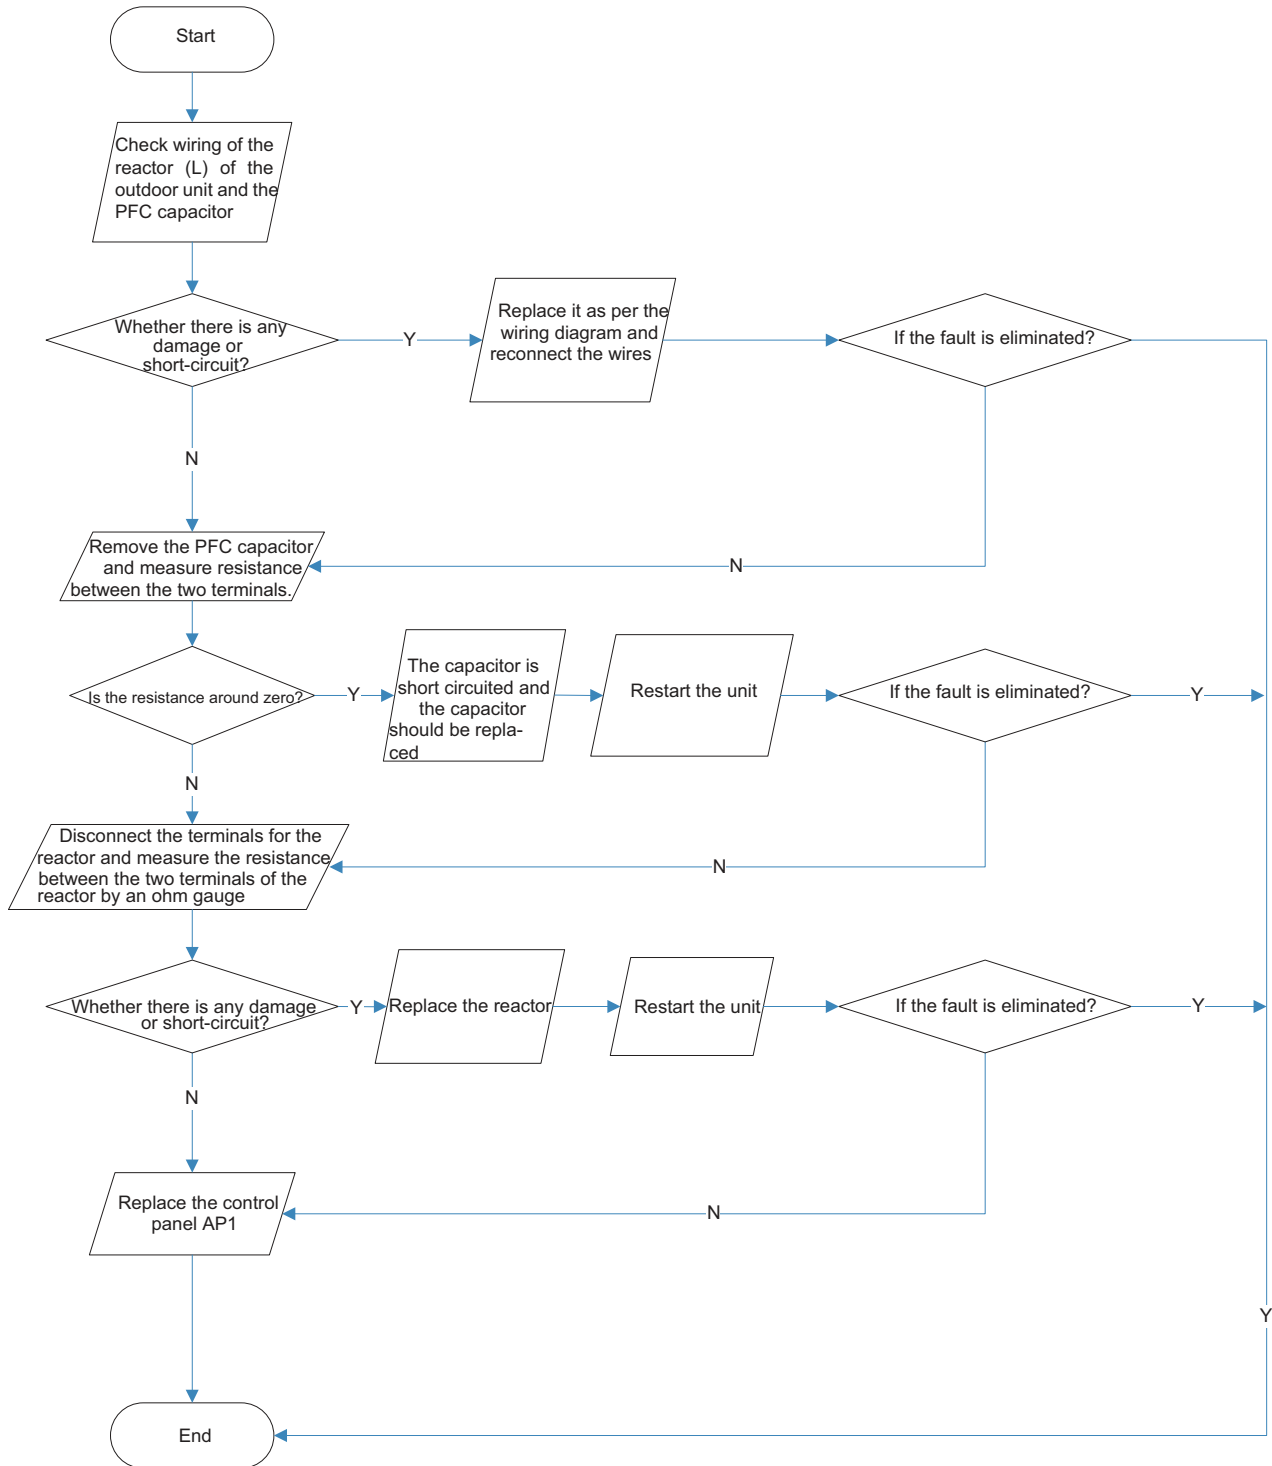 Start
Check wiring of the
reactor (L) of the
outdoor unit and the
PFC capacitor
Whether there is any
damage or
short-circuit?
Y
Replace it as per the
wiring diagram and
reconnect the wires
If the fault is eliminated?
N
Remove the PFC capacitor
and measure resistance
between the two terminals.
N
Is the resistance around zero?
Y
The capacitor is
short circuited and
the capacitor
should be repla-
ced
Restart the unit
If the fault is eliminated?
Y
N
Disconnect the terminals for the
reactor and measure the resistance
between the two terminals of the
reactor by an ohm gauge
N
Whether there is any damage
or short-circuit?
Y
Replace the reactor
Restart the unit
If the fault is eliminated?
Y
N
Replace the control
panel AP1
N
Y
End